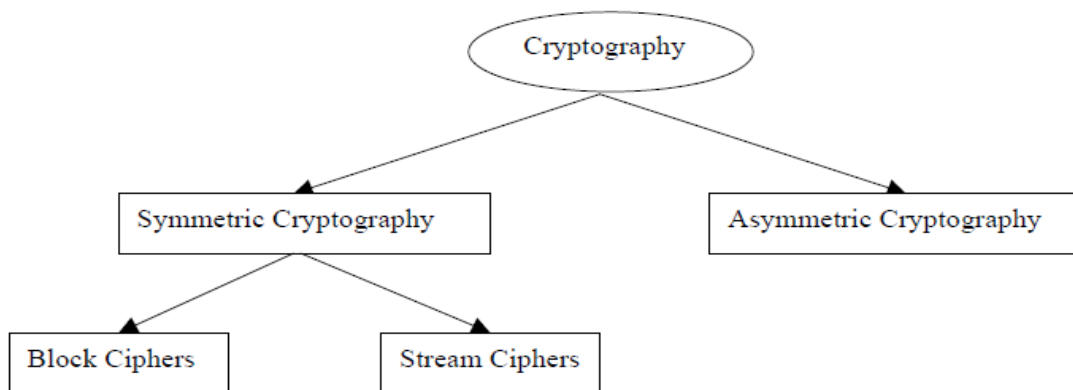 Cryptography
Symmetric Cryptography
Asymmetric Cryptography
Block Ciphers
Stream Ciphers